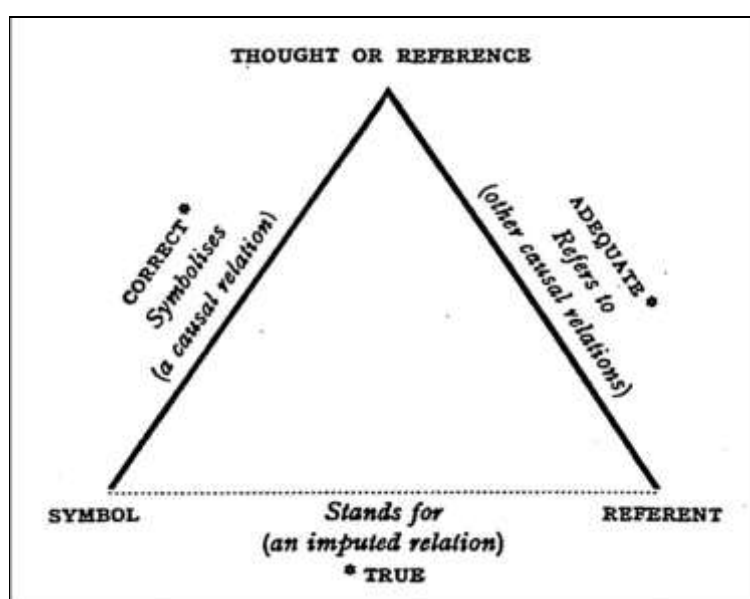 THOUGHT OR REFERENCE
CORRECT*
Symbolises
(a causal relation)
ADEQUATE*
Refers to
(other causal relations)
SYMBOL
Stands for
(an imputed relation)
* TRUE
REFERENT